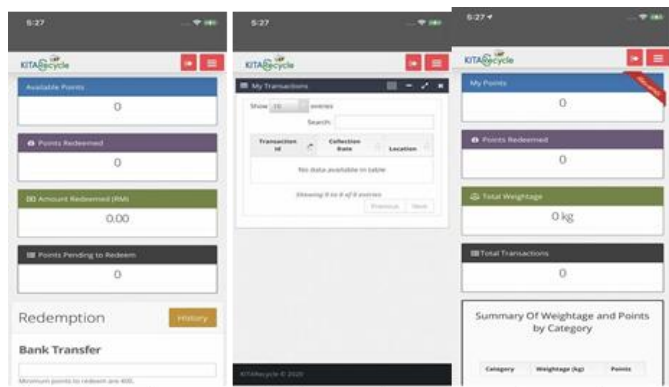 5:27
KITARecycle
Available Points
0
Points Redeemed
0
Amount Redeemed (RM)
0.00
Points Pending to Redeem
0
Redemption
History
Bank Transfer
Minimum points to redeem are 400.
5:27
KITARecycle
My Transactions
Show 10 entries
Search:
Transaction Id
Collection Date
Location
No data available in table
Showing 0 to 0 of 0 entries
Previous Next
KITARecycle © 2020
5:27
KITARecycle
My Points
0
Points Redeemed
0
Total Weightage
0 kg
Total Transactions
0
Summary Of Weightage and Points
by Category
Category Weightage (kg) Points